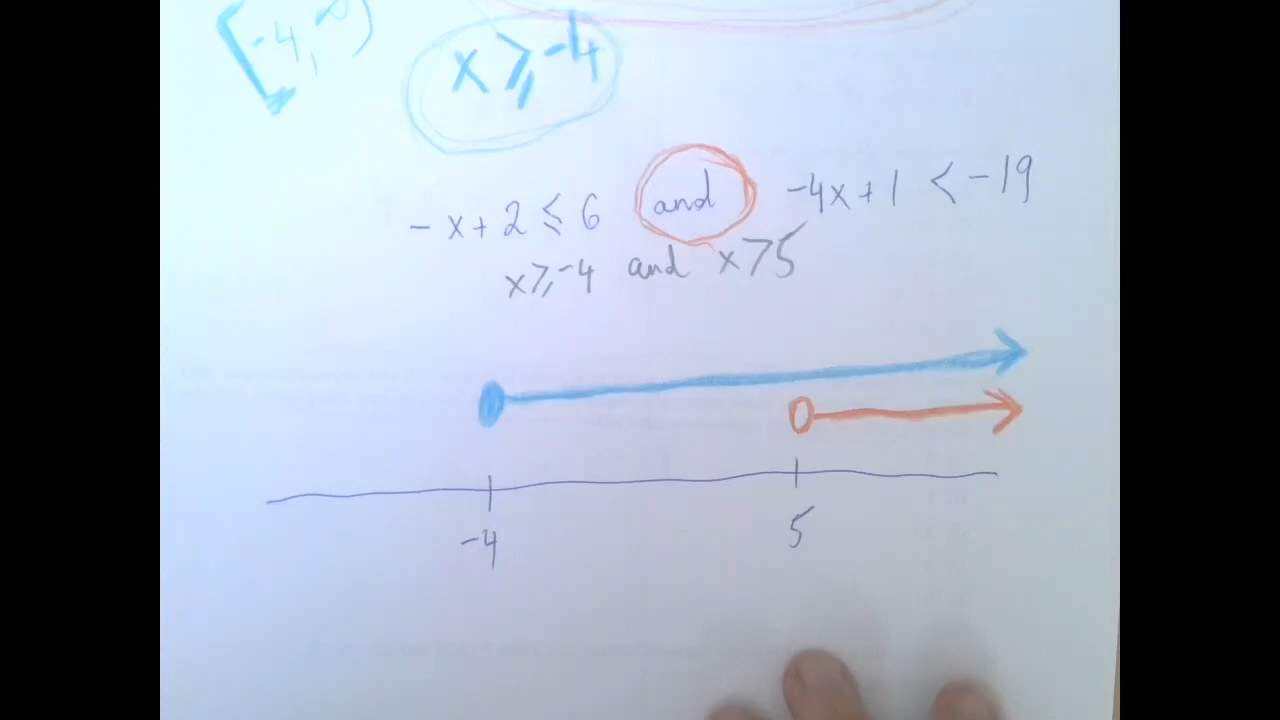 [-4, ∞)
x ≥ -4
-x + 2 ≤ 6 and -4x + 1 < -19
x ≥ -4 and x > 5
-4 5